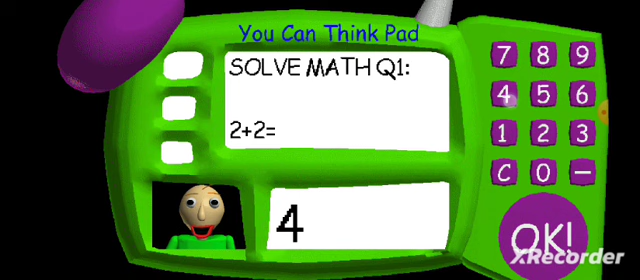 You Can Think Pad
SOLVE MATH Q1:
2+2=
4
7 8 9
4 5 6
1 2 3
C 0 −
OK!
XRecorder